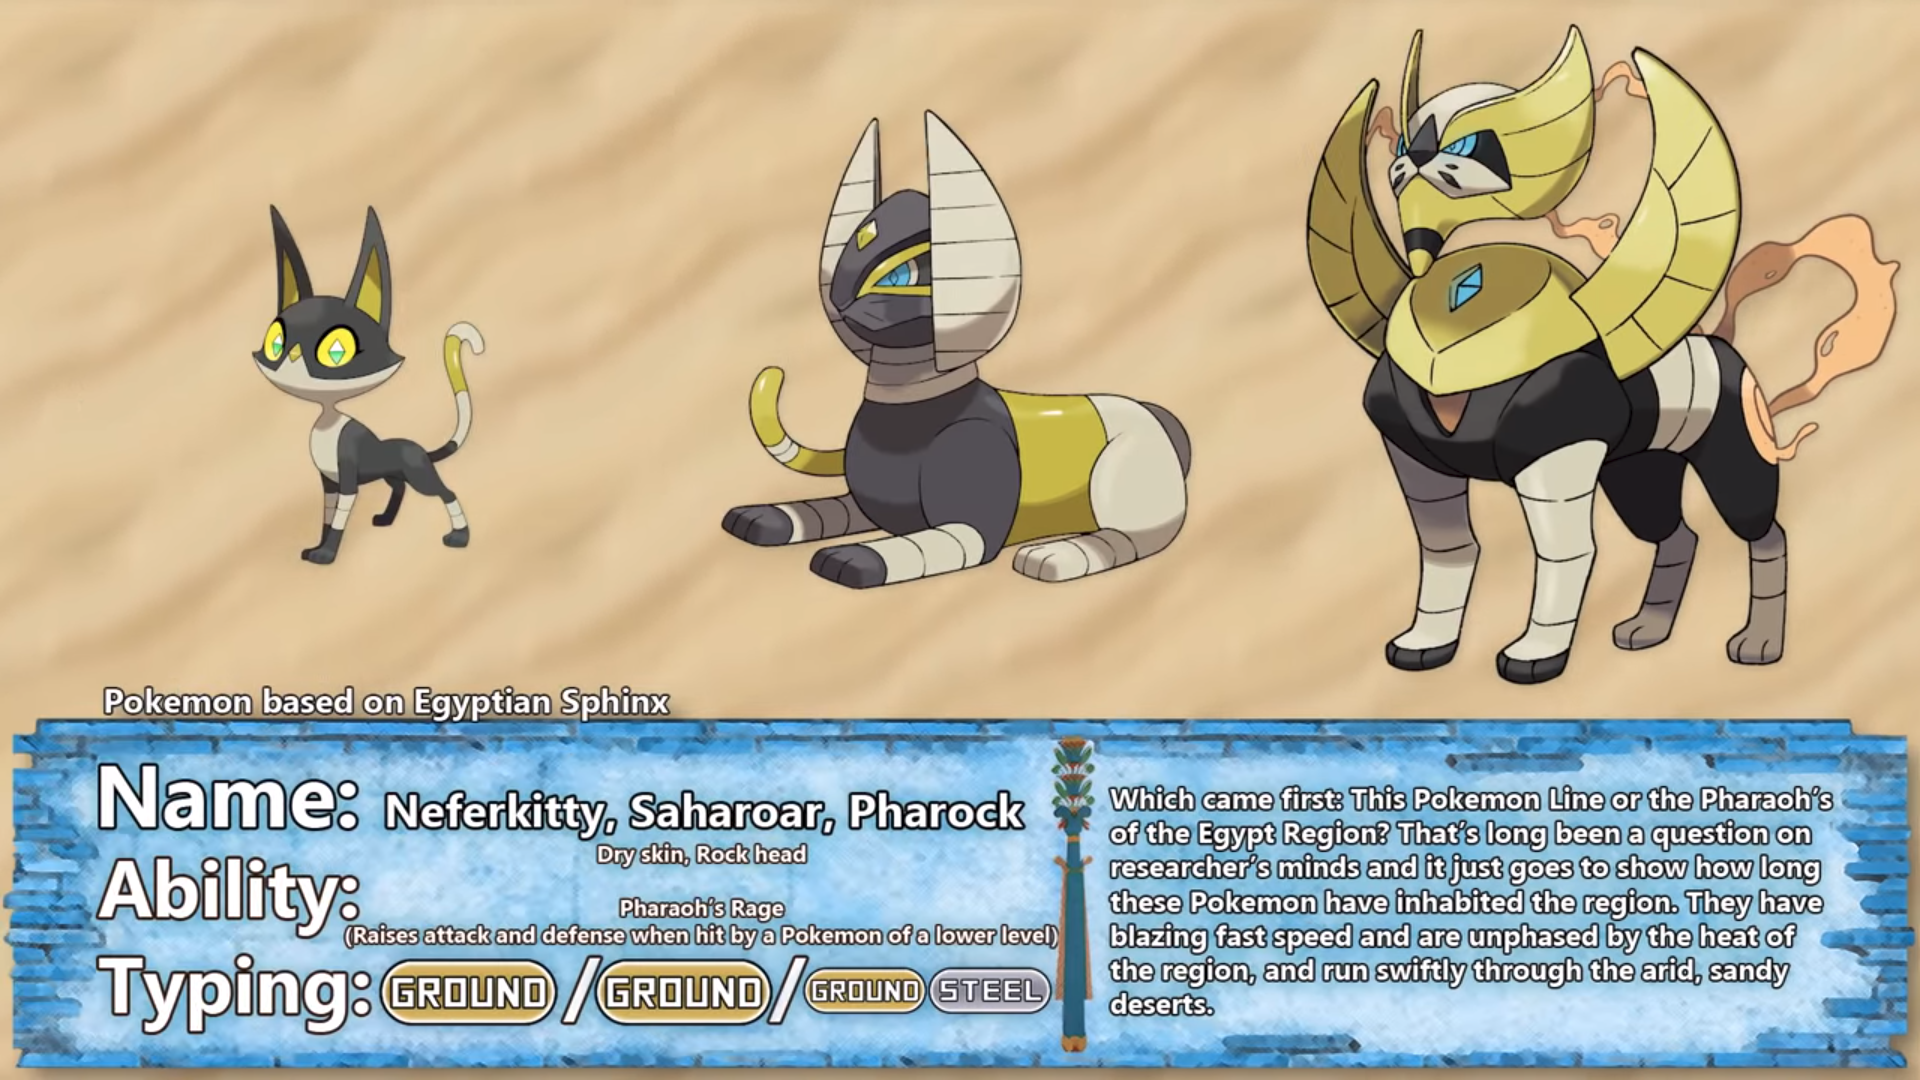 Pokemon based on Egyptian Sphinx
Name: Neferkitty, Saharoar, Pharock
Dry skin, Rock head
Ability:
Pharaoh's Rage
(Raises attack and defense when hit by a Pokemon of a lower level)
Typing: GROUND / GROUND / GROUND STEEL
Which came first: This Pokemon Line or the Pharaoh's
of the Egypt Region? That's long been a question on
researcher's minds and it just goes to show how long
these Pokemon have inhabited the region. They have
blazing fast speed and are unphased by the heat of
the region, and run swiftly through the arid, sandy
deserts.